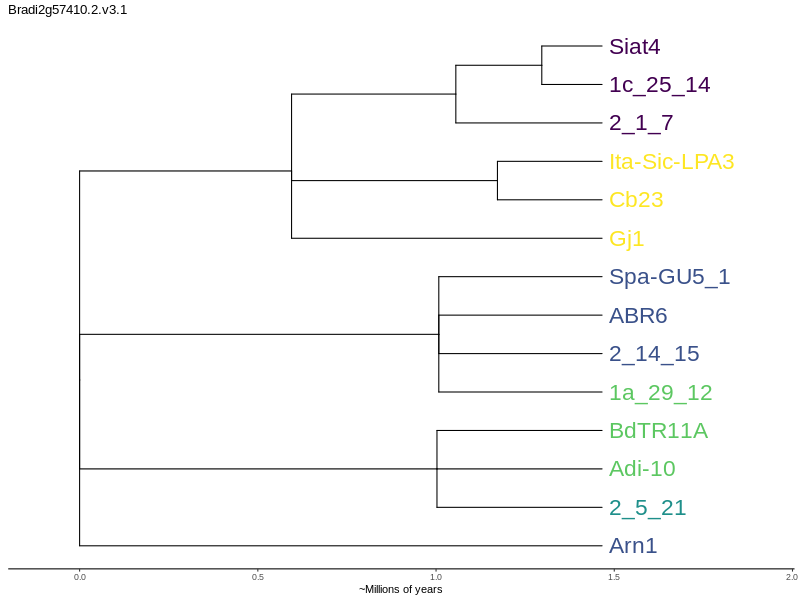 Bradi2g57410.2.v3.1
Siat4
1c_25_14
2_1_7
Ita-Sic-LPA3
Cb23
Gj1
Spa-GU5_1
ABR6
2_14_15
1a_29_12
BdTR11A
Adi-10
2_5_21
Arn1
0.0 0.5 1.0 1.5 2.0
~Millions of years